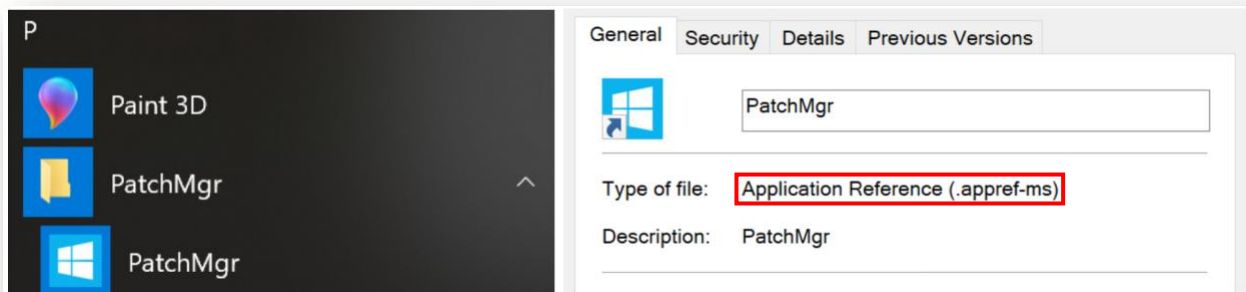 P
Paint 3D
PatchMgr
PatchMgr
General Security Details Previous Versions
PatchMgr
Type of file: Application Reference (.appref-ms)
Description: PatchMgr